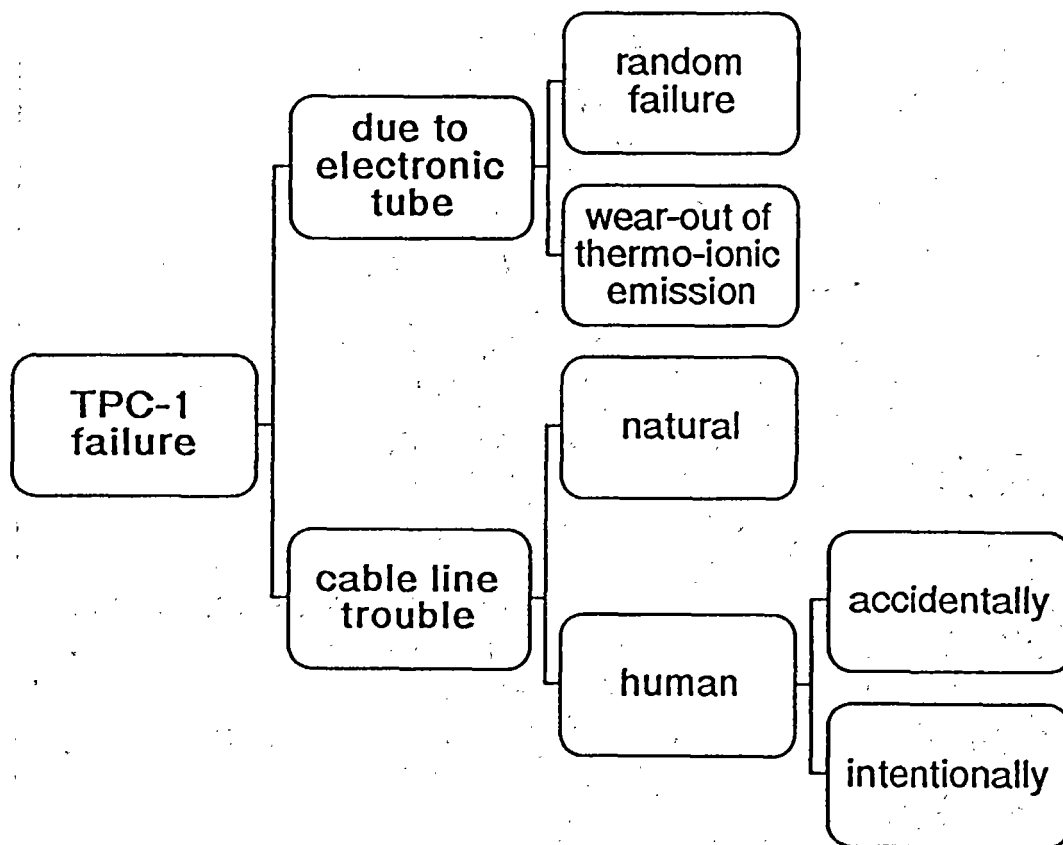 random
failure
due to
electronic
tube
wear-out of
thermo-ionic
emission
TPC-1
failure
natural
cable line
trouble
accidentally
human
intentionally